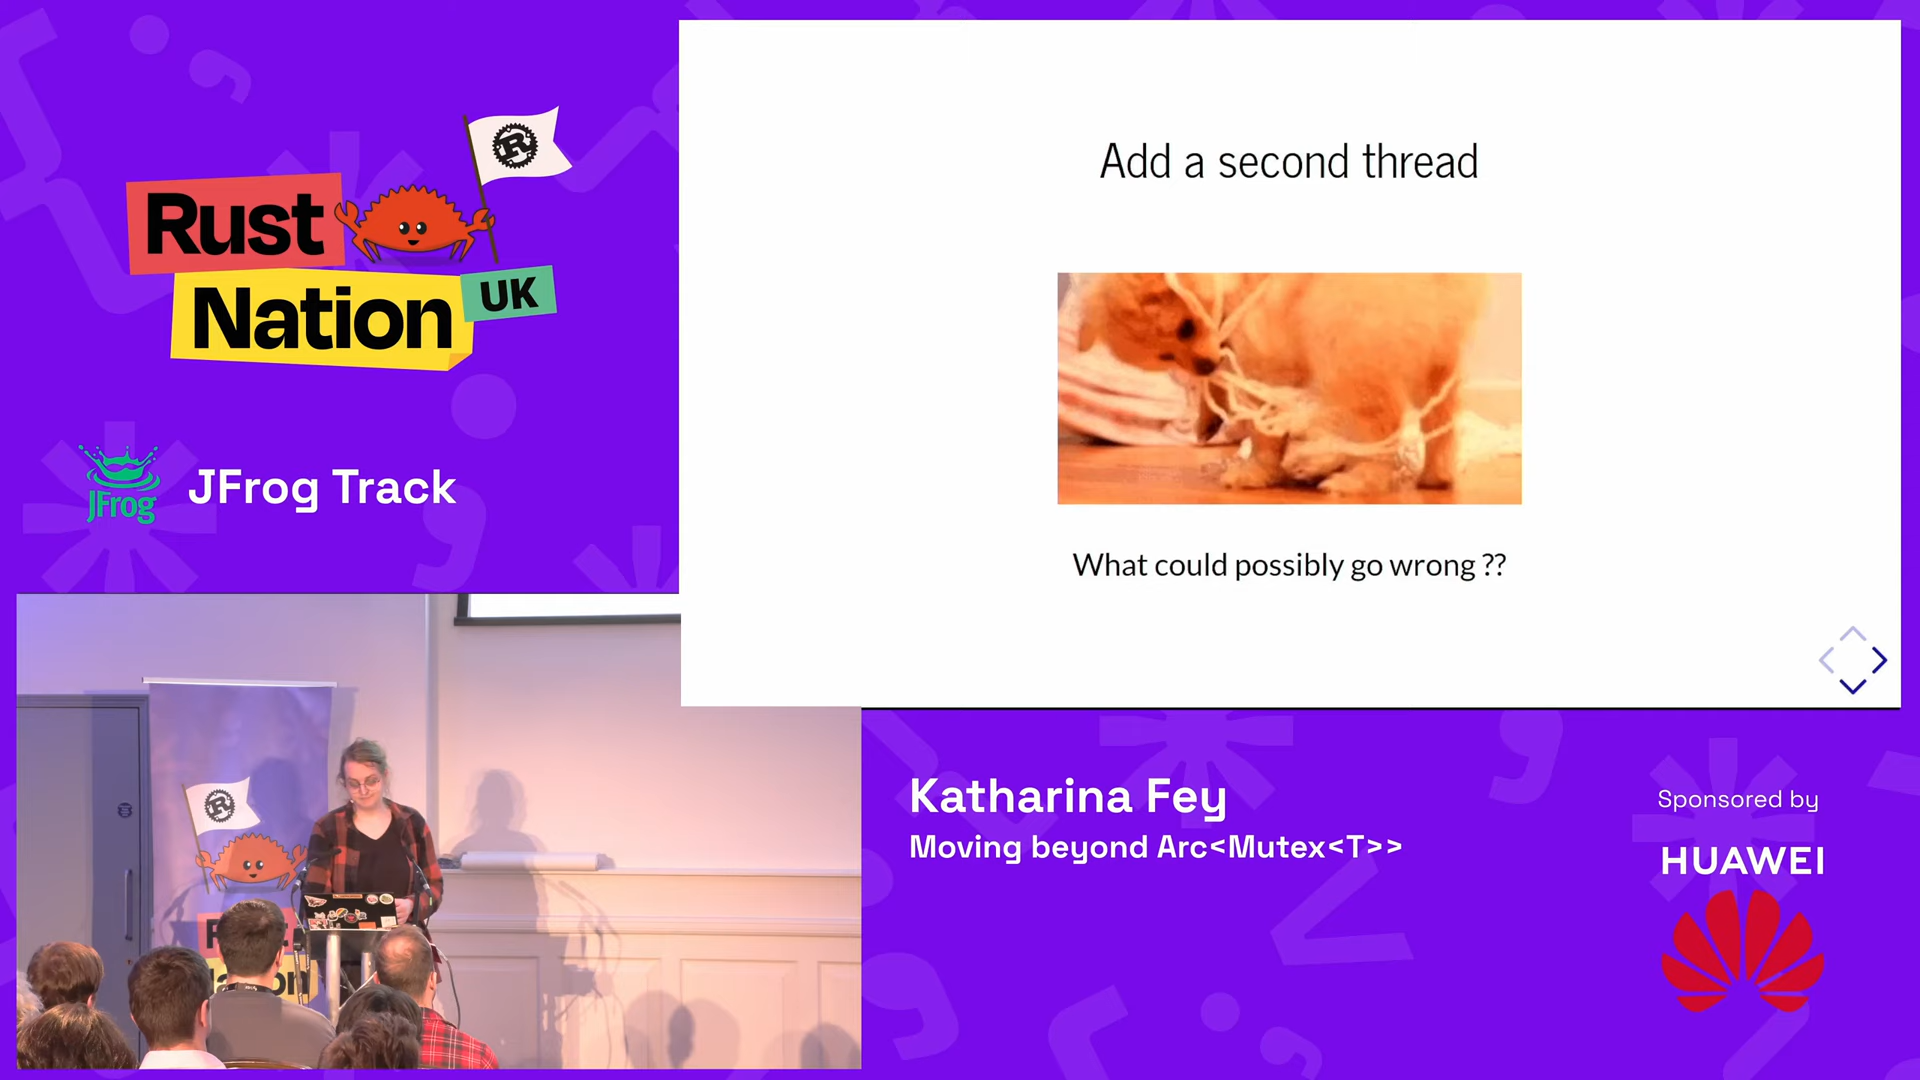 Rust
Nation
UK
R
JFrog
JFrog Track
Add a second thread
What could possibly go wrong ??
Katharina Fey
Moving beyond Arc<Mutex<T>>
Sponsored by
HUAWEI